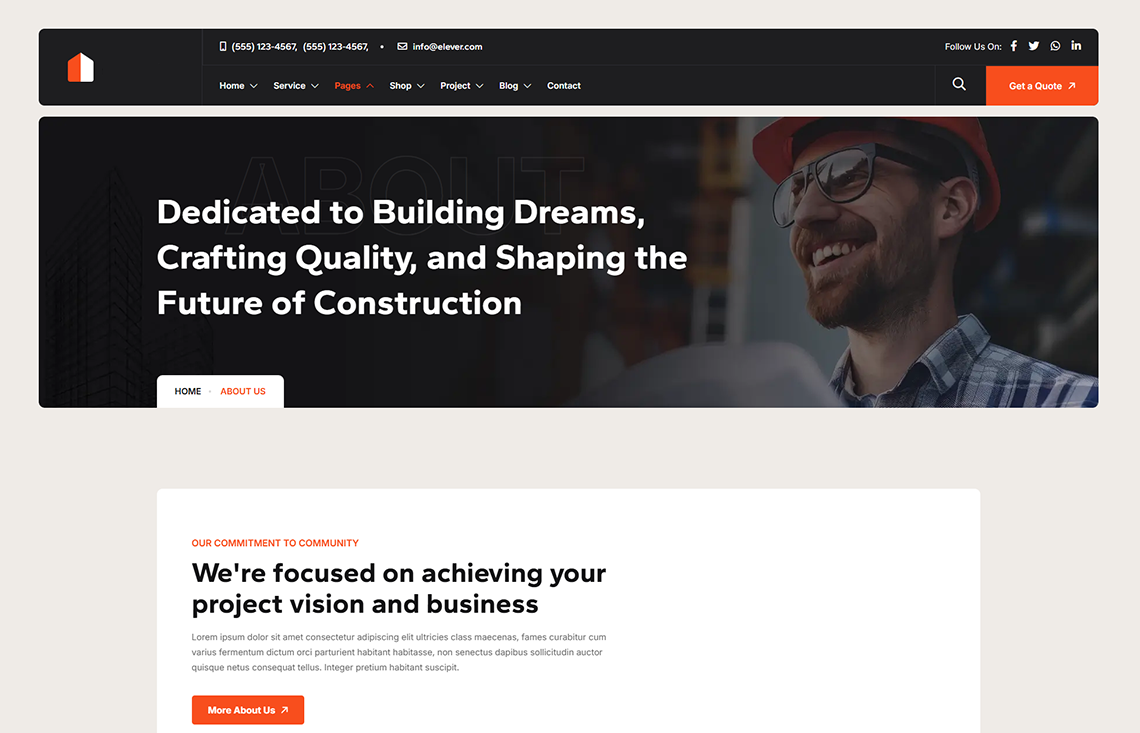 (555) 123-4567, (555) 123-4567, • info@elever.com
Follow Us On:
Home Service Pages Shop Project Blog Contact
Get a Quote
ABOUT
Dedicated to Building Dreams,
Crafting Quality, and Shaping the
Future of Construction
HOME - ABOUT US
OUR COMMITMENT TO COMMUNITY
We're focused on achieving your
project vision and business
Lorem ipsum dolor sit amet consectetur adipiscing elit ultricies class maecenas, fames curabitur cum
varius fermentum dictum orci parturient habitant habitasse, non senectus dapibus sollicitudin auctor
quisque netus consequat tellus. Integer pretium habitant suscipit.
More About Us